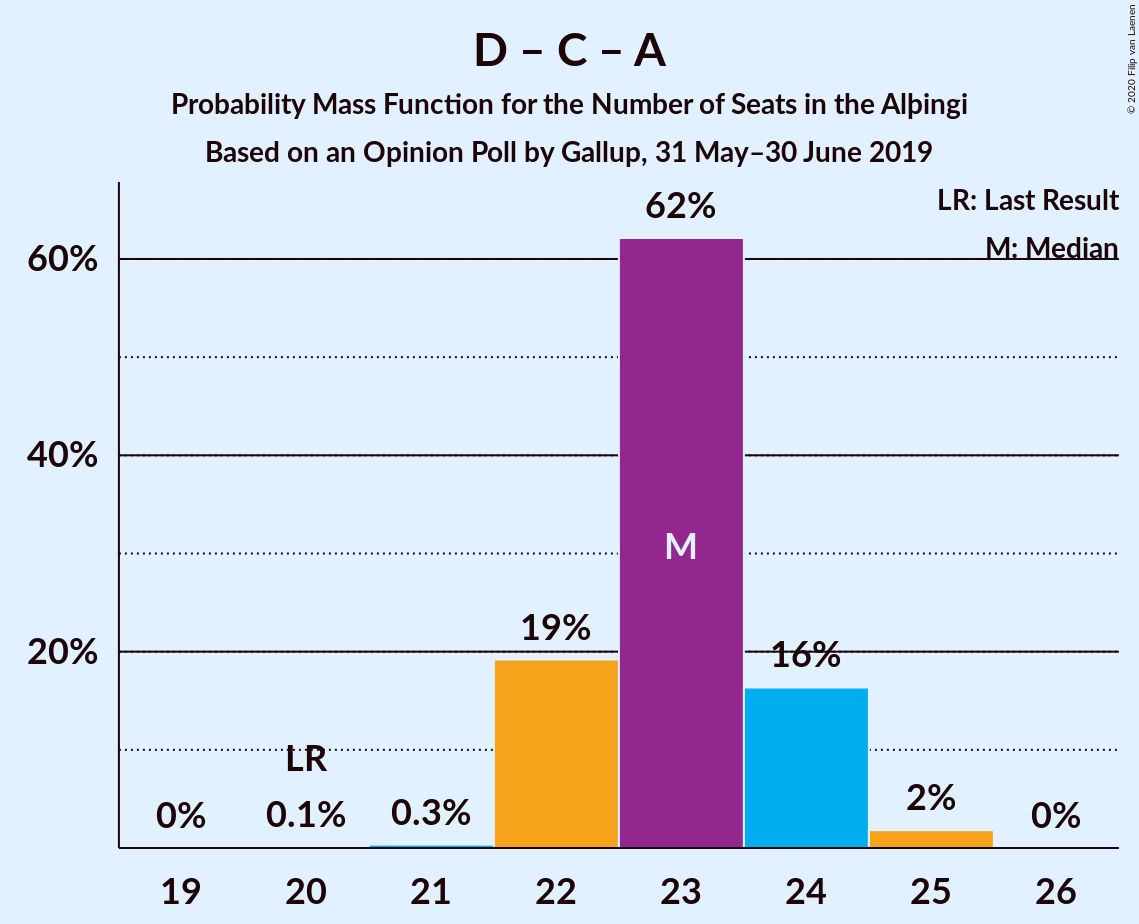 D – C – A
Probability Mass Function for the Number of Seats in the Alþingi
Based on an Opinion Poll by Gallup, 31 May–30 June 2019
© 2020 Filip van Laenen
LR: Last Result
M: Median
60%
40%
20%
62%
M
19%
16%
LR
0%
0.1%
0.3%
2%
0%
19
20
21
22
23
24
25
26